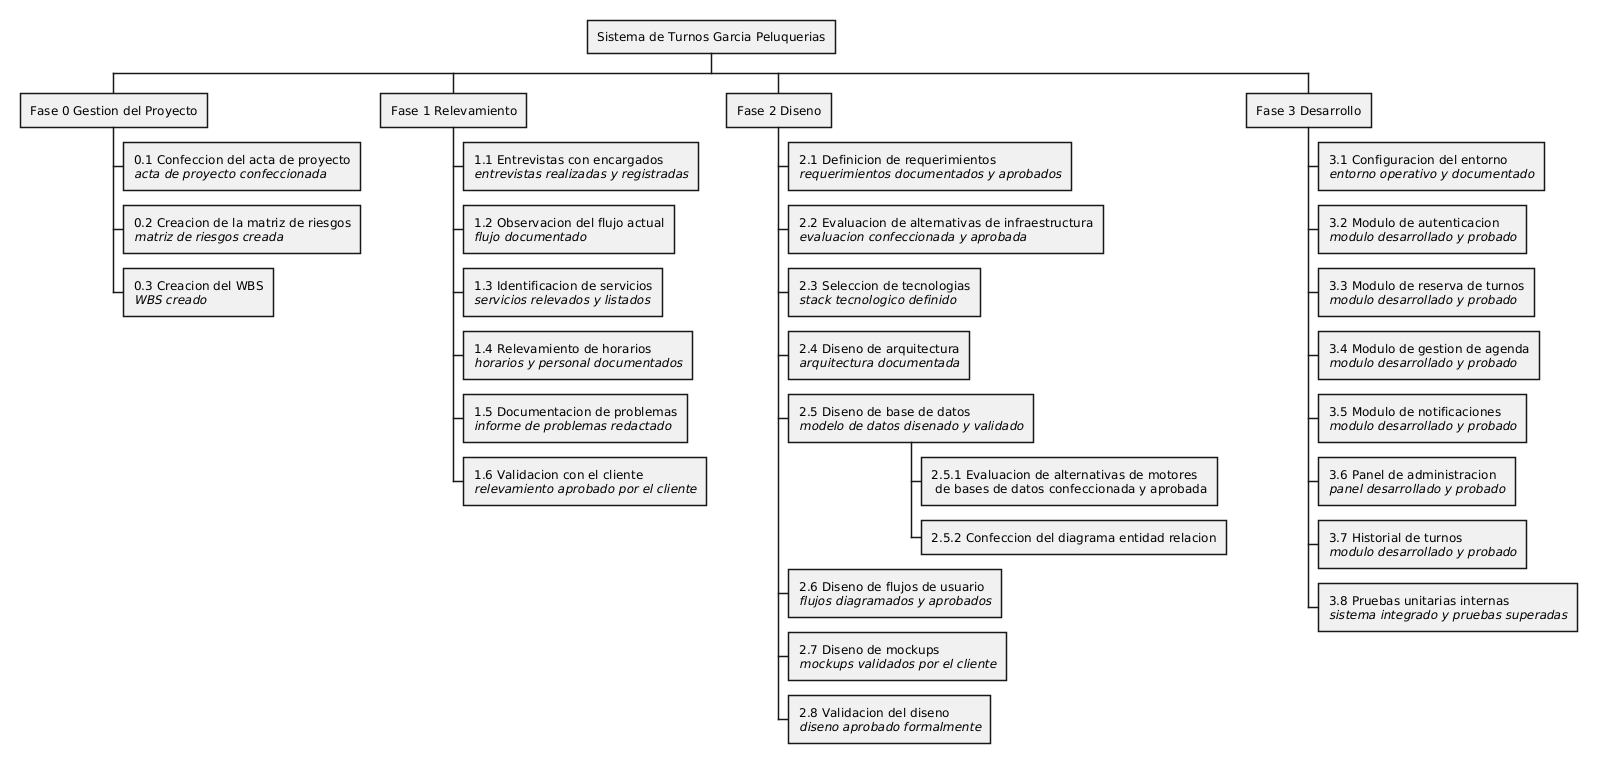 Sistema de Turnos Garcia Peluquerias
Fase 0 Gestion del Proyecto
0.1 Confeccion del acta de proyecto
acta de proyecto confeccionada
0.2 Creacion de la matriz de riesgos
matriz de riesgos creada
0.3 Creacion del WBS
WBS creado
Fase 1 Relevamiento
1.1 Entrevistas con encargados
entrevistas realizadas y registradas
1.2 Observacion del flujo actual
flujo documentado
1.3 Identificacion de servicios
servicios relevados y listados
1.4 Relevamiento de horarios
horarios y personal documentados
1.5 Documentacion de problemas
informe de problemas redactado
1.6 Validacion con el cliente
relevamiento aprobado por el cliente
Fase 2 Diseno
2.1 Definicion de requerimientos
requerimientos documentados y aprobados
2.2 Evaluacion de alternativas de infraestructura
evaluacion confeccionada y aprobada
2.3 Seleccion de tecnologias
stack tecnologico definido
2.4 Diseno de arquitectura
arquitectura documentada
2.5 Diseno de base de datos
modelo de datos disenado y validado
2.5.1 Evaluacion de alternativas de motores
de bases de datos confeccionada y aprobada
2.5.2 Confeccion del diagrama entidad relacion
2.6 Diseno de flujos de usuario
flujos diagramados y aprobados
2.7 Diseno de mockups
mockups validados por el cliente
2.8 Validacion del diseno
diseno aprobado formalmente
Fase 3 Desarrollo
3.1 Configuracion del entorno
entorno operativo y documentado
3.2 Modulo de autenticacion
modulo desarrollado y probado
3.3 Modulo de reserva de turnos
modulo desarrollado y probado
3.4 Modulo de gestion de agenda
modulo desarrollado y probado
3.5 Modulo de notificaciones
modulo desarrollado y probado
3.6 Panel de administracion
panel desarrollado y probado
3.7 Historial de turnos
modulo desarrollado y probado
3.8 Pruebas unitarias internas
sistema integrado y pruebas superadas